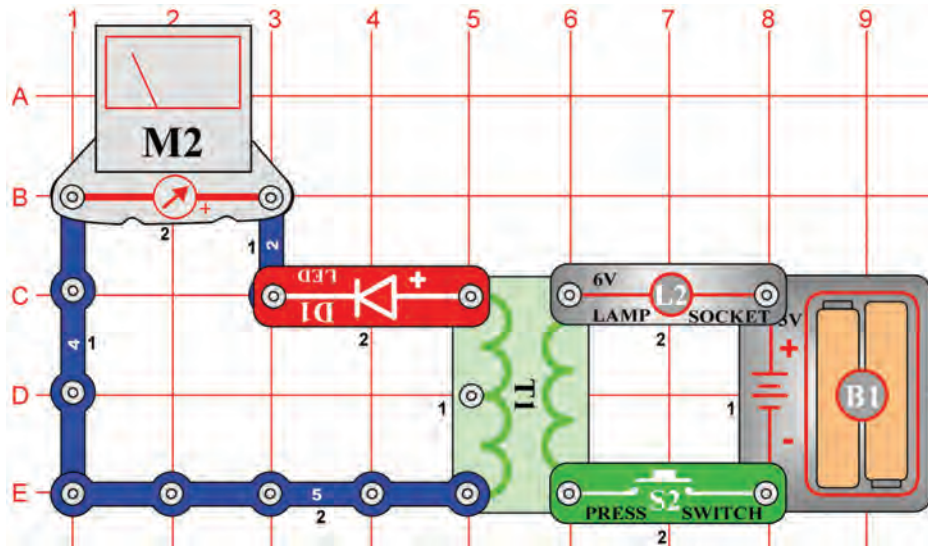 1 2 3 4 5 6 7 8 9
A
M2
B
+
2
1 2
C
LED
D1
+
2
6V
L2
LAMP SOCKET
2
3V
+
4 1
D
1
T1
1
B1
-
E
5
2
S2
PRESS SWITCH
2